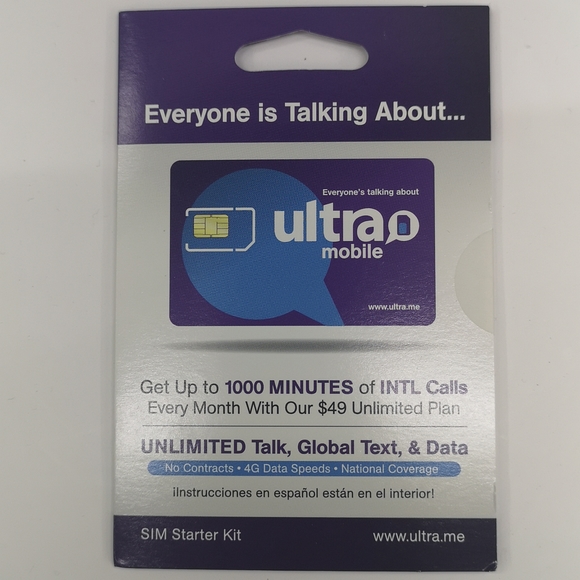 Everyone is Talking About...
Everyone's talking about
ultra
mobile
www.ultra.me
Get Up to 1000 MINUTES of INTL Calls
Every Month With Our $49 Unlimited Plan
UNLIMITED Talk, Global Text, & Data
No Contracts • 4G Data Speeds • National Coverage
¡Instrucciones en español están en el interior!
SIM Starter Kit
www.ultra.me